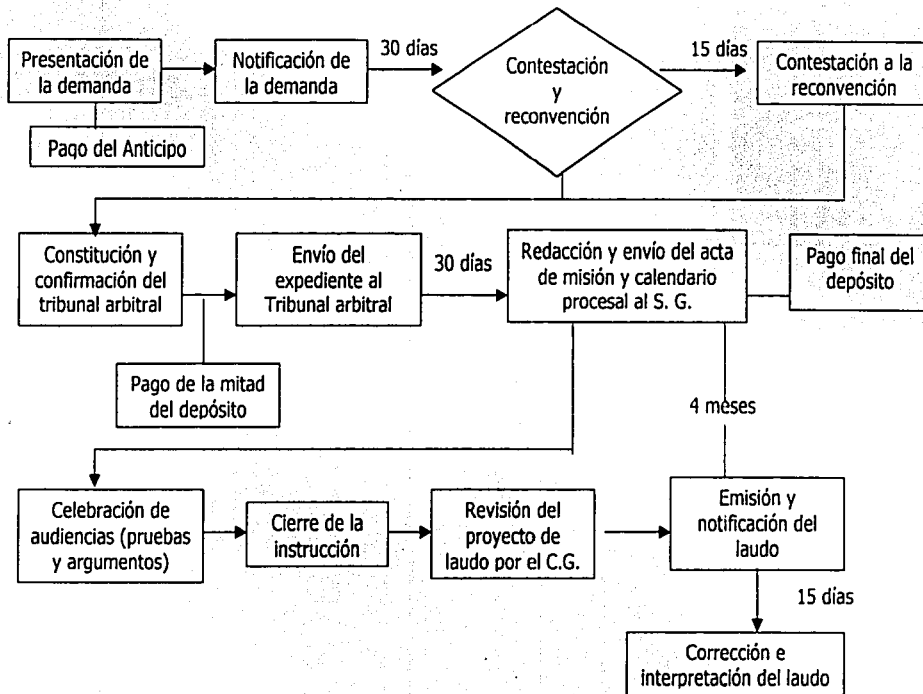 Presentación de
la demanda
Notificación de
la demanda
30 días
Contestación
y
reconvención
15 días
Contestación a la
reconvención
Pago del Anticipo
Constitución y
confirmación del
tribunal arbitral
Envío del
expediente al
Tribunal arbitral
30 días
Redacción y envío del acta
de misión y calendario
procesal al S. G.
Pago final del
depósito
Pago de la mitad
del depósito
4 meses
Celebración de
audiencias (pruebas
y argumentos)
Cierre de la
instrucción
Revisión del
proyecto de
laudo por el C.G.
Emisión y
notificación del
laudo
15 días
Corrección e
interpretación del laudo